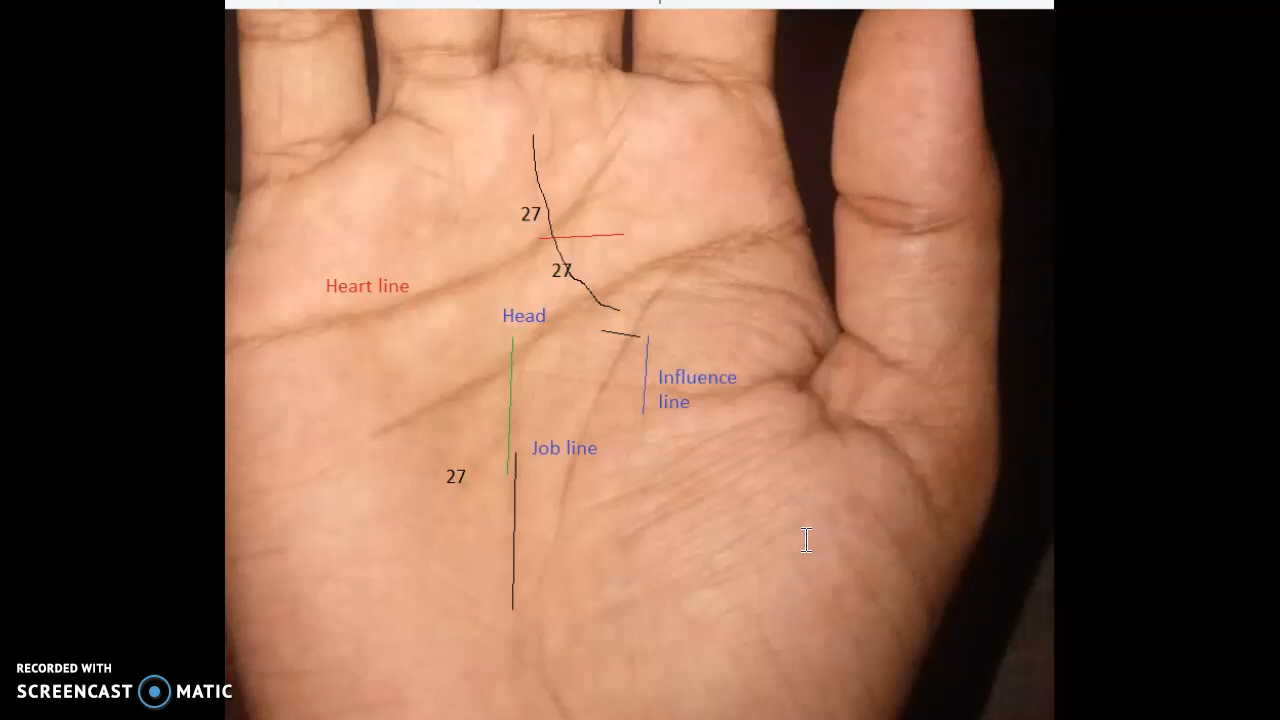 27
27
Heart line
Head
Influence
line
Job line
27
RECORDED WITH
SCREENCAST MATIC